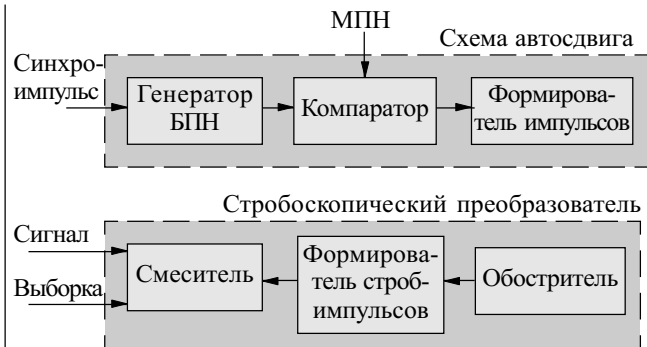 МПН
Схема автосдвига
Синхро-
импульс
Генератор
БПН
Компаратор
Формирова-
тель импульсов
Стробоскопический преобразователь
Сигнал
Выборка
Смеситель
Формирова-
тель строб-
импульсов
Обостритель